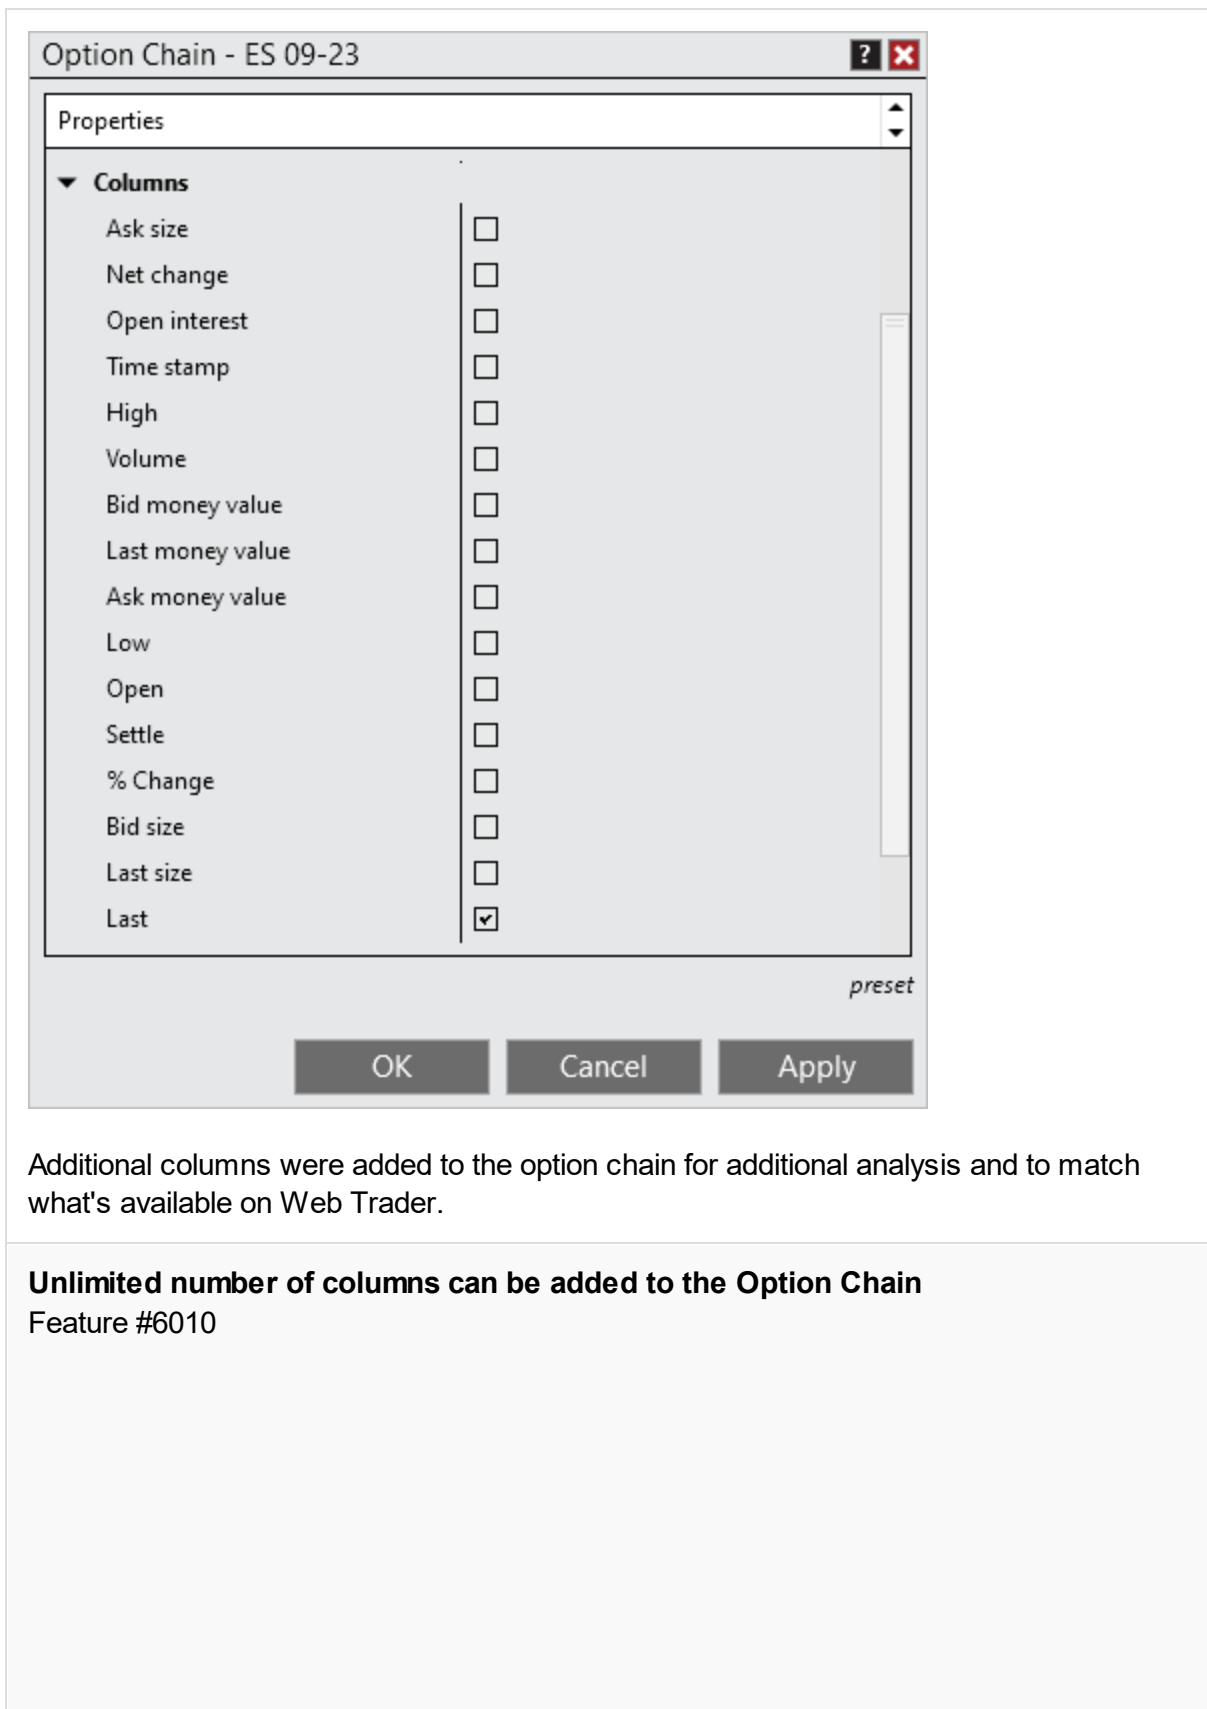 Option Chain - ES 09-23
?
Properties
Columns
Ask size
Net change
Open interest
Time stamp
High
Volume
Bid money value
Last money value
Ask money value
Low
Open
Settle
% Change
Bid size
Last size
Last
preset
OK Cancel Apply
Additional columns were added to the option chain for additional analysis and to match
what's available on Web Trader.
Unlimited number of columns can be added to the Option Chain
Feature #6010